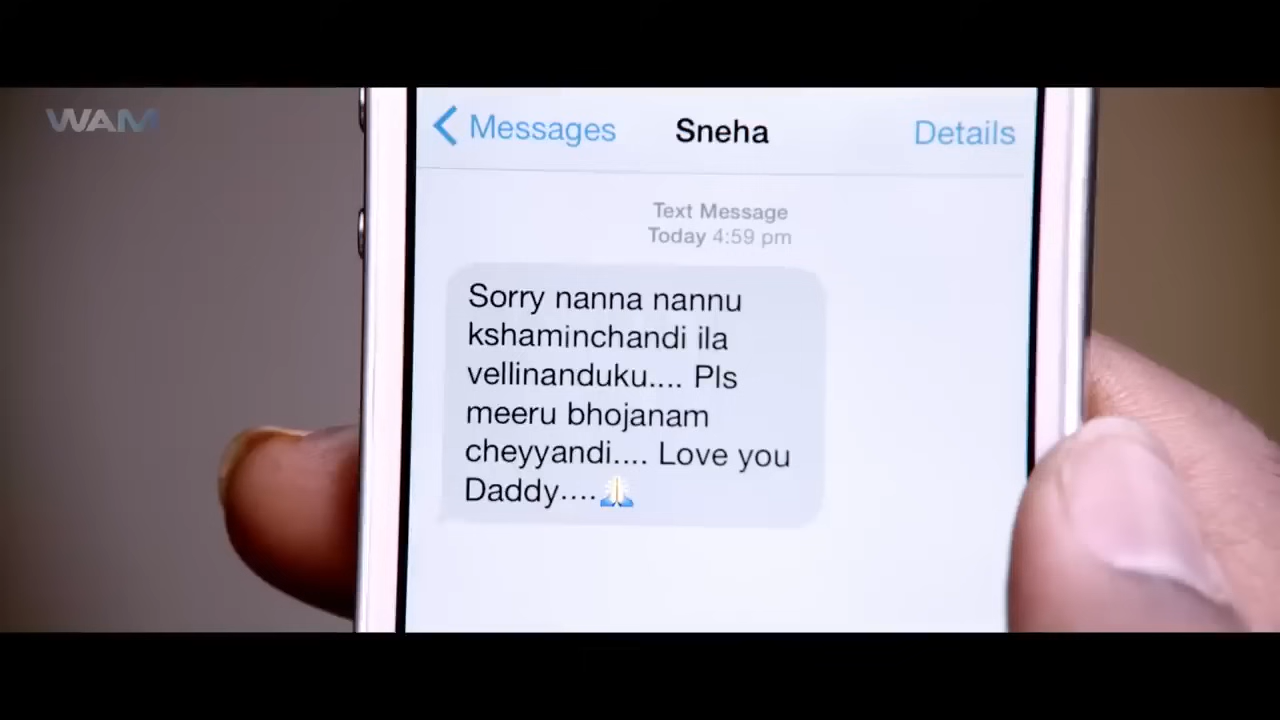 WAM
Messages Sneha Details
Text Message
Today 4:59 pm
Sorry nanna nannu
kshaminchandi ila
vellinanduku.... Pls
meeru bhojanam
cheyyandi.... Love you
Daddy....🙏